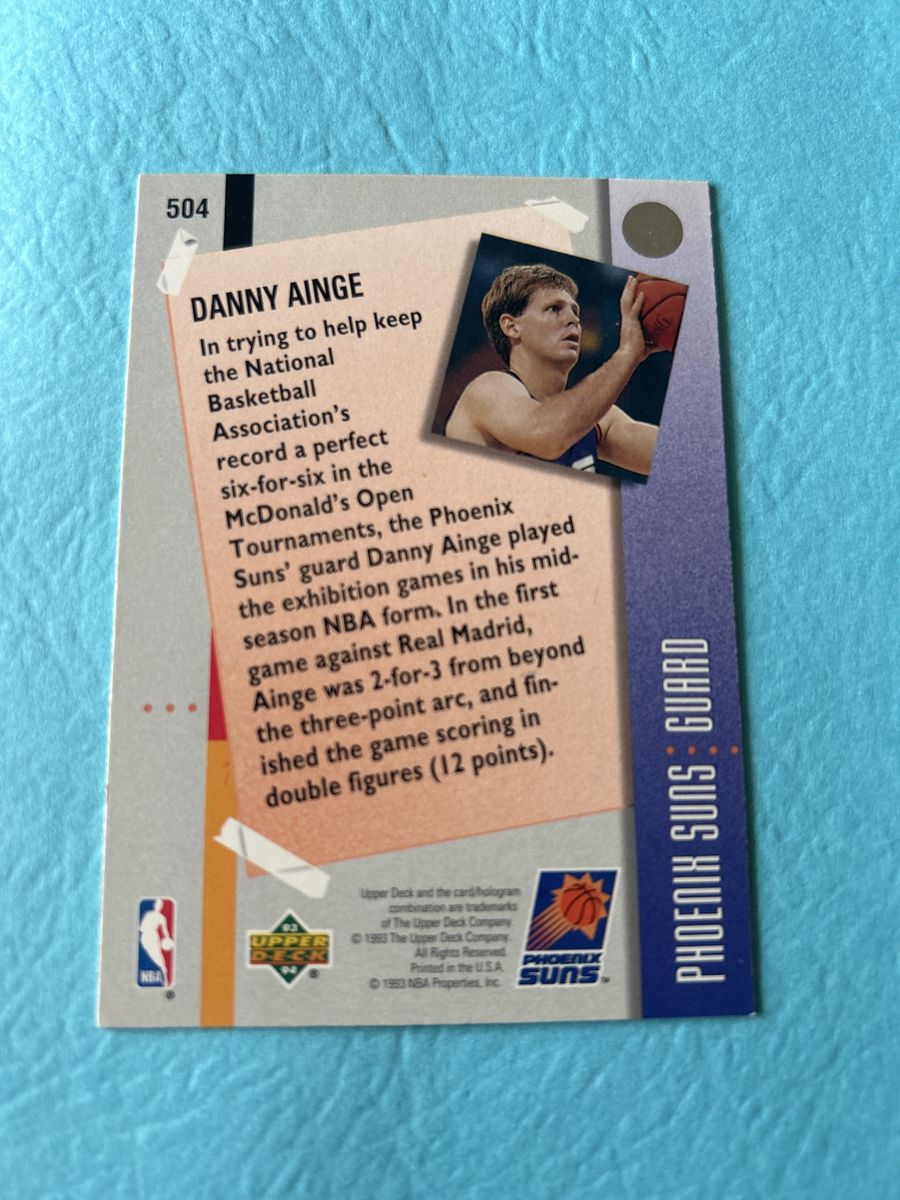 504
DANNY AINGE
In trying to help keep
the National
Basketball
Association's
record a perfect
six-for-six in the
McDonald's Open
Tournaments, the Phoenix
Suns' guard Danny Ainge played
the exhibition games in his mid-
season NBA form. In the first
game against Real Madrid,
Ainge was 2-for-3 from beyond
the three-point arc, and fin-
ished the game scoring in
double figures (12 points).
PHOENIX SUNS GUARD
NBA
®
93
UPPER
DECK
94
®
Upper Deck and the card/hologram
combination are trademarks
of The Upper Deck Company.
© 1993 The Upper Deck Company.
All Rights Reserved.
Printed in the U.S.A.
© 1993 NBA Properties, Inc.
PHOENIX
SUNS
™